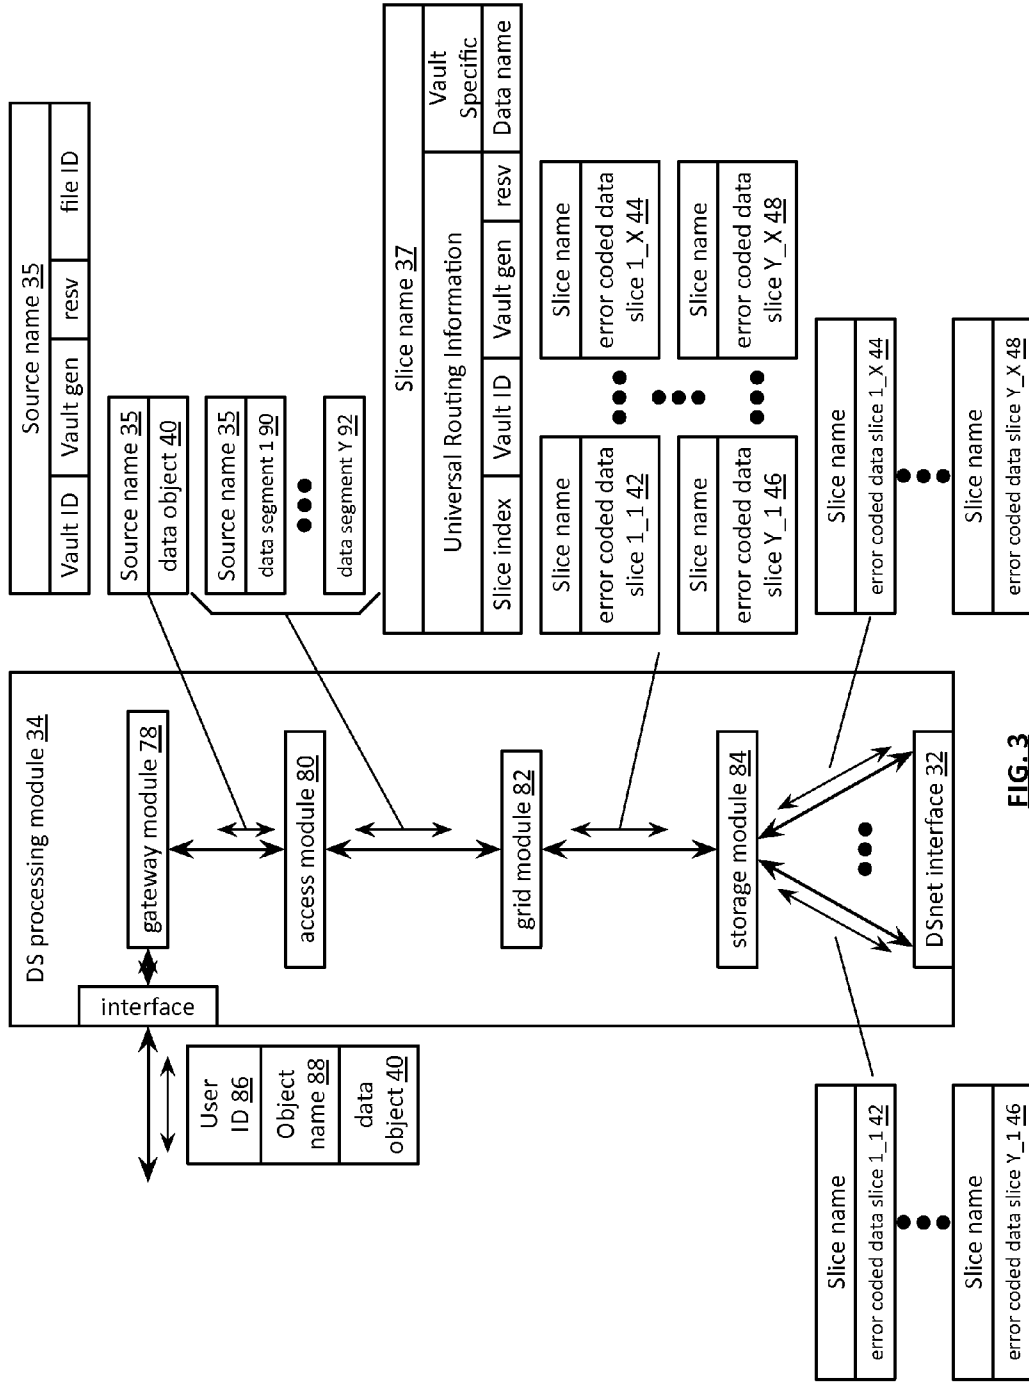 DS processing module 34
interface
gateway module 78
access module 80
grid module 82
storage module 84
DSnet interface 32
User
ID 86
Object
name 88
data
object 40
Source name 35
Vault ID
Vault gen
resv
file ID
Source name 35
data object 40
Source name 35
data segment 1 90
data segment Y 92
Slice name 37
Universal Routing Information
Vault
Specific
Slice index
Vault ID
Vault gen
resv
Data name
Slice name
error coded data
slice 1_1 42
Slice name
error coded data
slice 1_X 44
Slice name
error coded data
slice Y_1 46
Slice name
error coded data
slice Y_X 48
Slice name
error coded data slice 1_1 42
Slice name
error coded data slice Y_1 46
Slice name
error coded data slice 1_X 44
Slice name
error coded data slice Y_X 48
FIG. 3